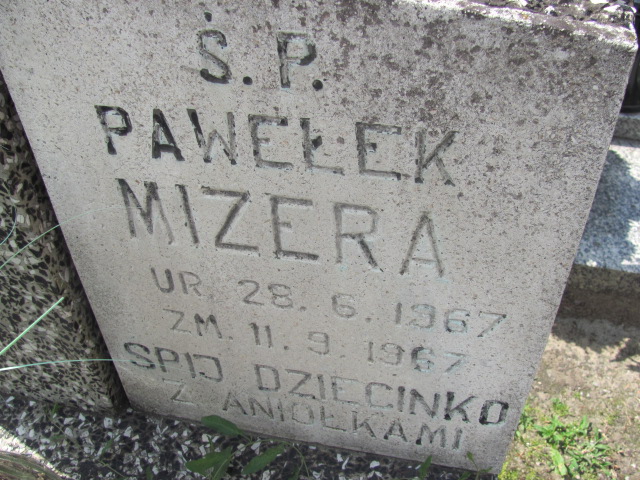 Ś.P.
PAWEŁEK
MIZERA
UR. 28.6.1967
ZM. 11.9.1967
ŚPIJ DZIECINKO
Z ANIOŁKAMI